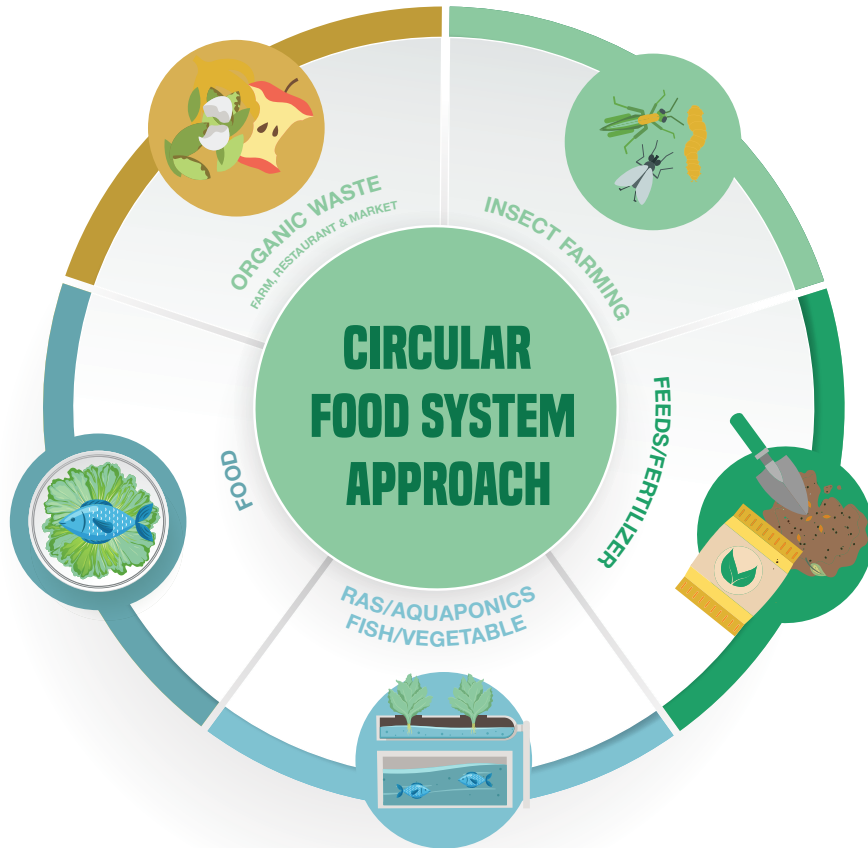 CIRCULAR
FOOD SYSTEM
APPROACH
ORGANIC WASTE
FARM, RESTAURANT & MARKET
INSECT FARMING
FEEDS/FERTILIZER
RAS/AQUAPONICS
FISH/VEGETABLE
FOOD